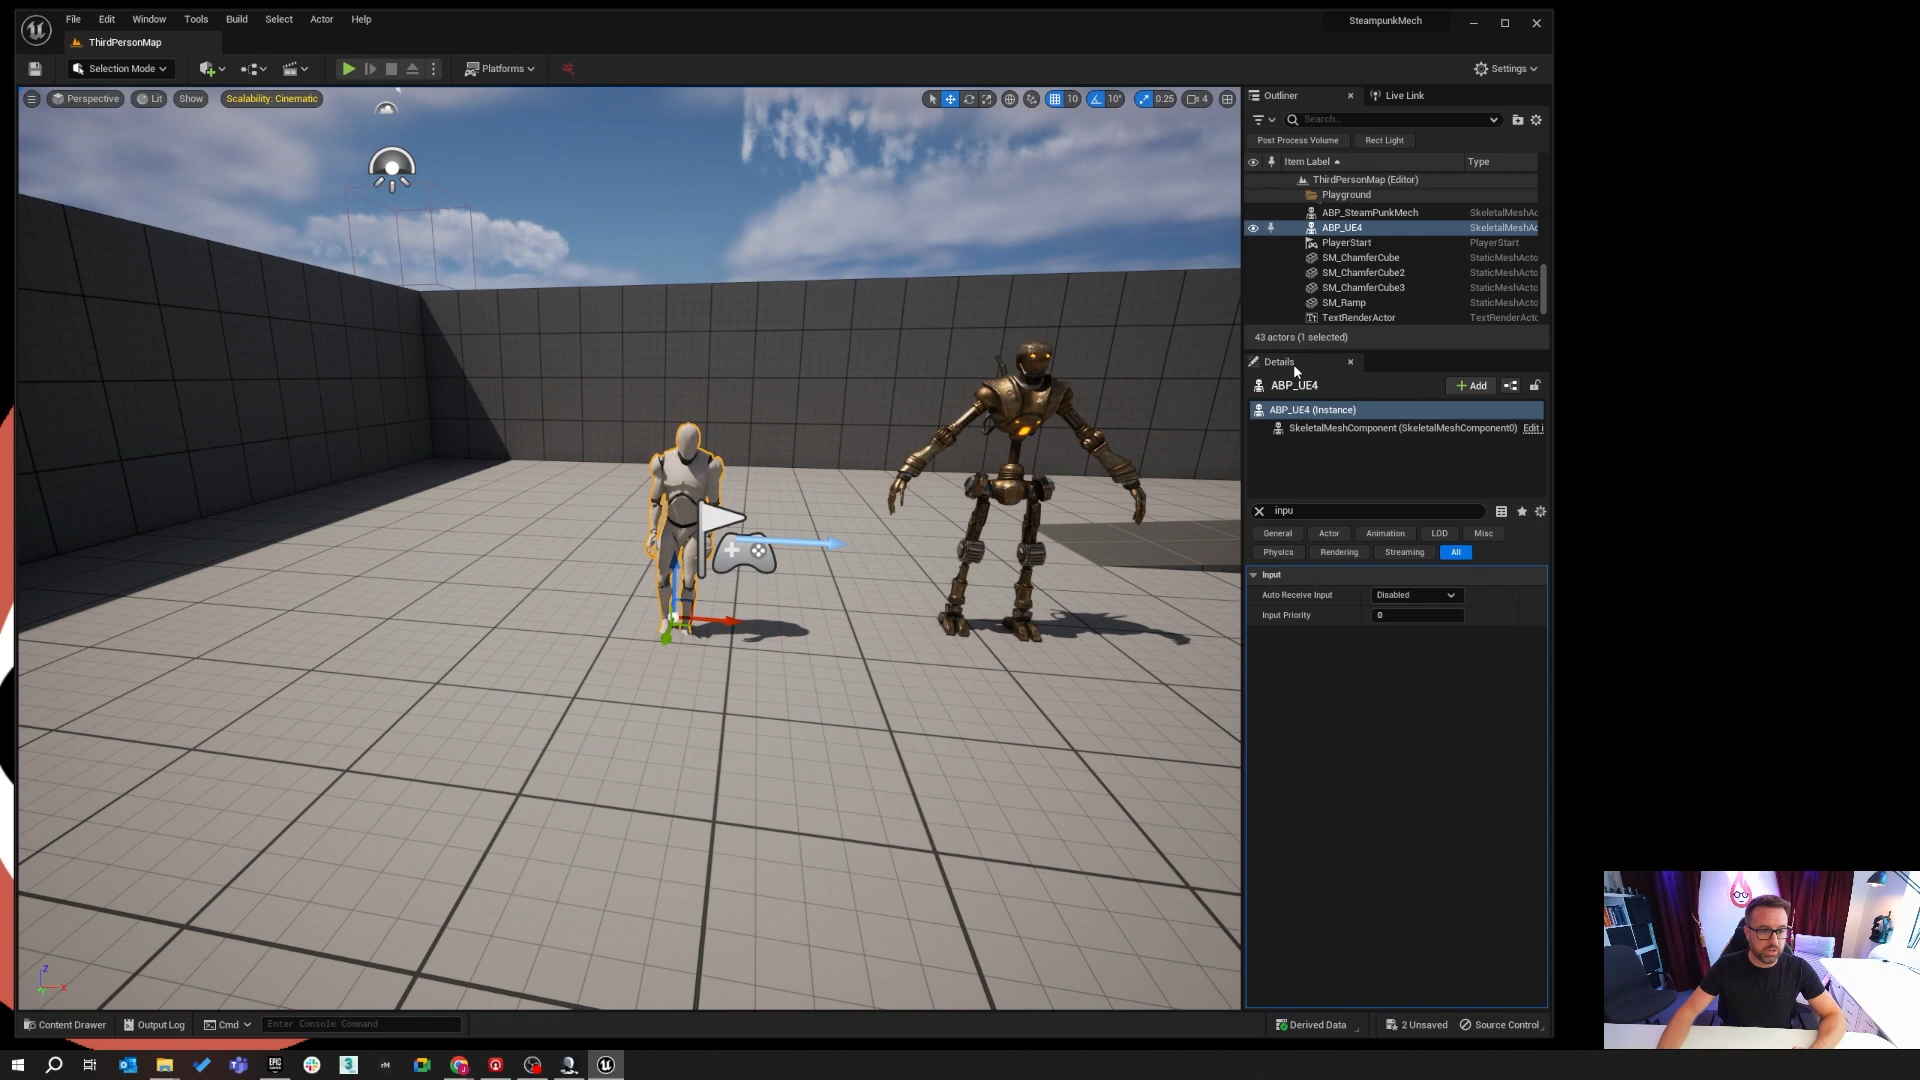 File Edit Window Tools Build Select Actor Help
SteampunkMech
ThirdPersonMap
Selection Mode
Platforms
Settings
Perspective Lit Show Scalability: Cinematic
10 10° 0.25 4
Outliner Live Link
Search...
Post Process Volume Rect Light
Item Label Type
ThirdPersonMap (Editor)
Playground
ABP_SteamPunkMech SkeletalMeshAc
ABP_UE4 SkeletalMeshAc
PlayerStart PlayerStart
SM_ChamferCube StaticMeshActo
SM_ChamferCube2 StaticMeshActo
SM_ChamferCube3 StaticMeshActo
SM_Ramp StaticMeshActo
TextRenderActor TextRenderActo
43 actors (1 selected)
Details
ABP_UE4
Add
ABP_UE4 (Instance)
SkeletalMeshComponent (SkeletalMeshComponent0) Edit i
inpu
General Actor Animation LOD Misc
Physics Rendering Streaming All
Input
Auto Receive Input Disabled
Input Priority 0
Z
X
Content Drawer Output Log Cmd Enter Console Command
Derived Data 2 Unsaved Source Control
EPIC GAMES
3
rM